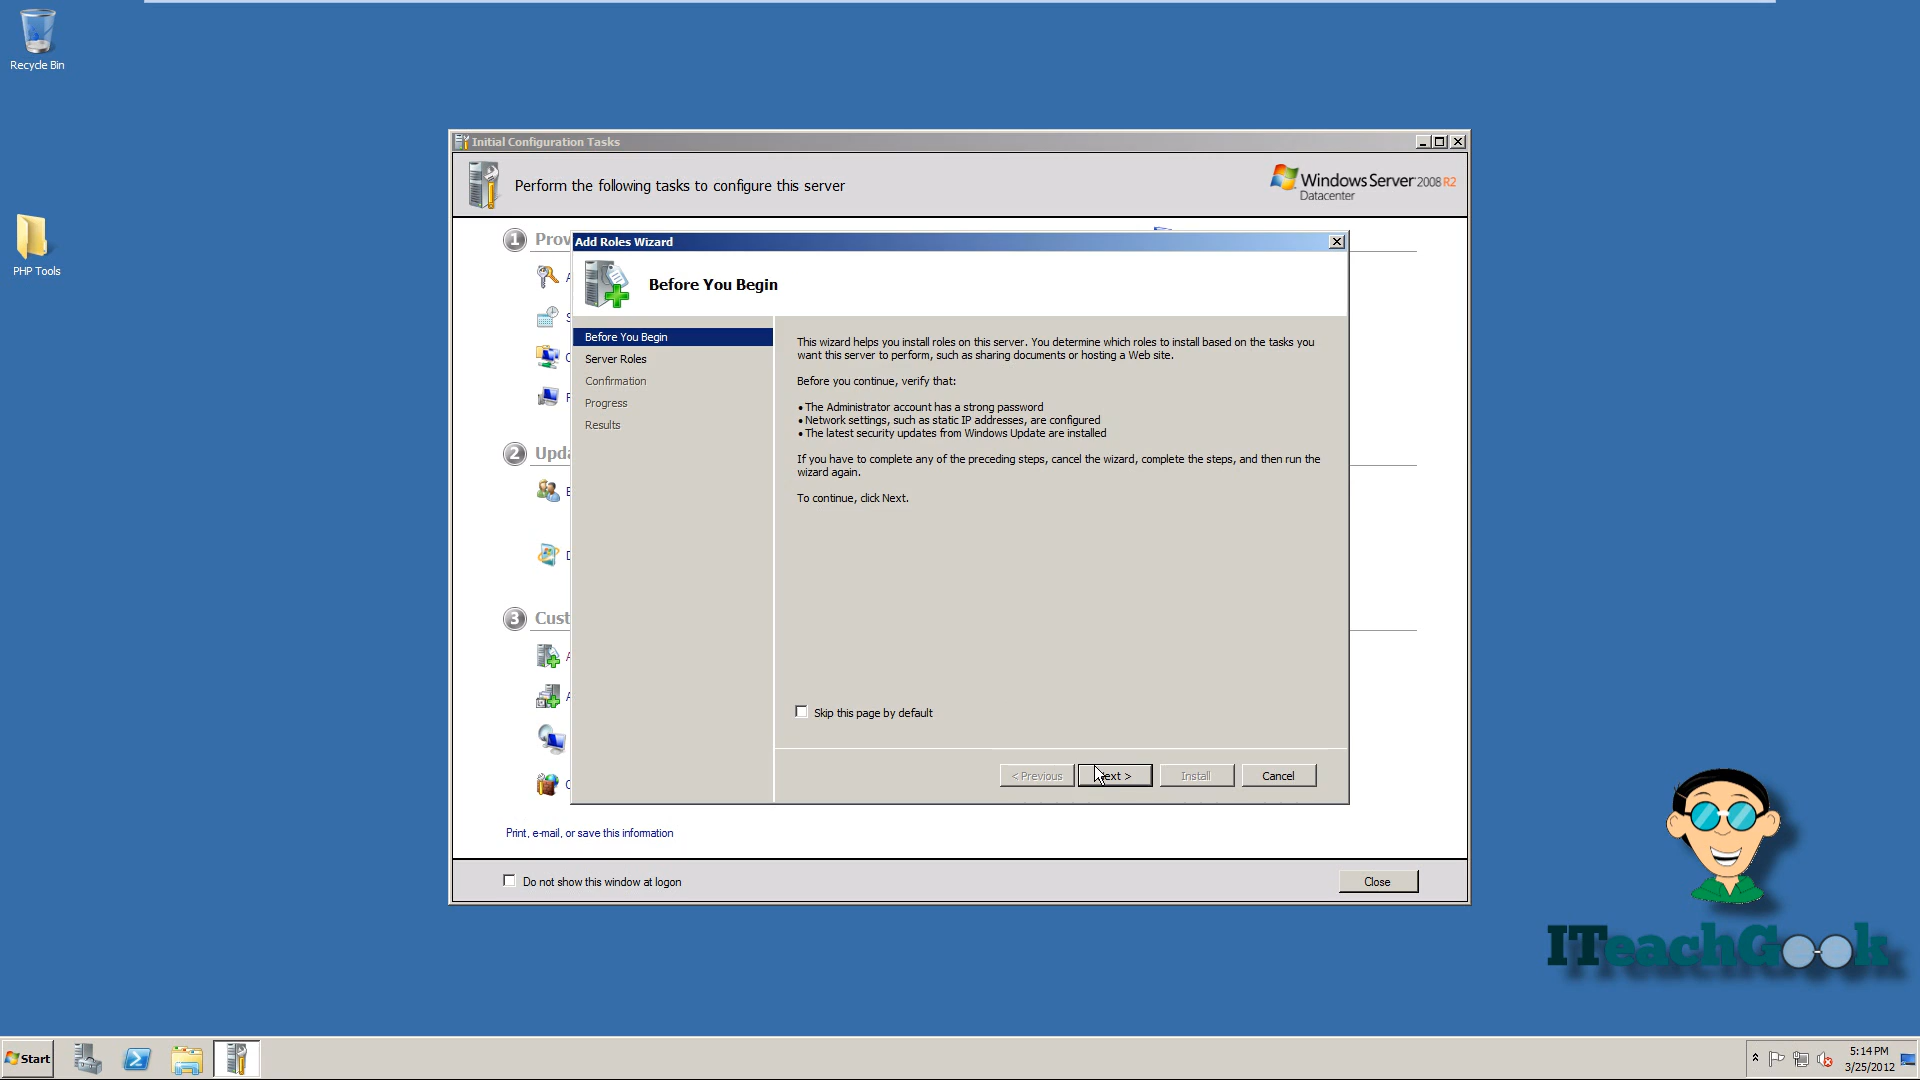 Recycle Bin
PHP Tools
Initial Configuration Tasks
Perform the following tasks to configure this server
Windows Server 2008 R2
Datacenter
1
Add Roles Wizard
Before You Begin
Before You Begin
Server Roles
Confirmation
Progress
Results
This wizard helps you install roles on this server. You determine which roles to install based on the tasks you
want this server to perform, such as sharing documents or hosting a Web site.
Before you continue, verify that:
• The Administrator account has a strong password
• Network settings, such as static IP addresses, are configured
• The latest security updates from Windows Update are installed
If you have to complete any of the preceding steps, cancel the wizard, complete the steps, and then run the
wizard again.
To continue, click Next.
2
3
Skip this page by default
< Previous
Next >
Install
Cancel
Print, e-mail, or save this information
Do not show this window at logon
Close
ITeachGeek
Start
5:14 PM
3/25/2012